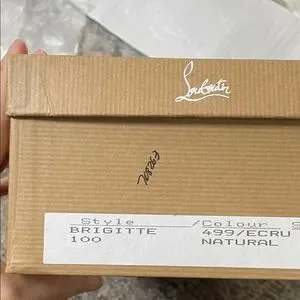 Louboutin
Style /Colour S
BRIGITTE 499/ECRU
100 NATURAL